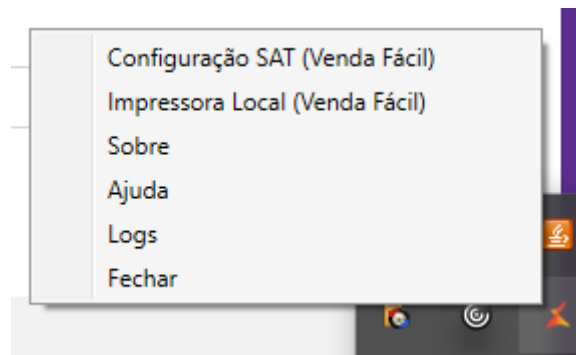 Configuração SAT (Venda Fácil)
Impressora Local (Venda Fácil)
Sobre
Ajuda
Logs
Fechar